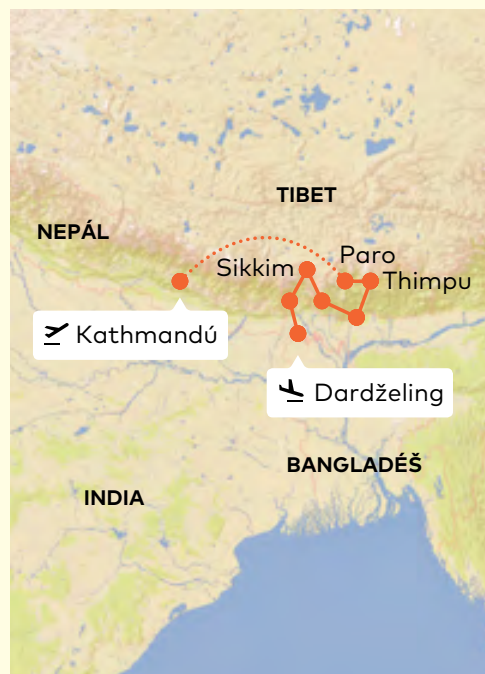 TIBET
NEPÁL
Paro
Sikkim
Thimpu
Kathmandú
Dardželing
BANGLADÉŠ
INDIA